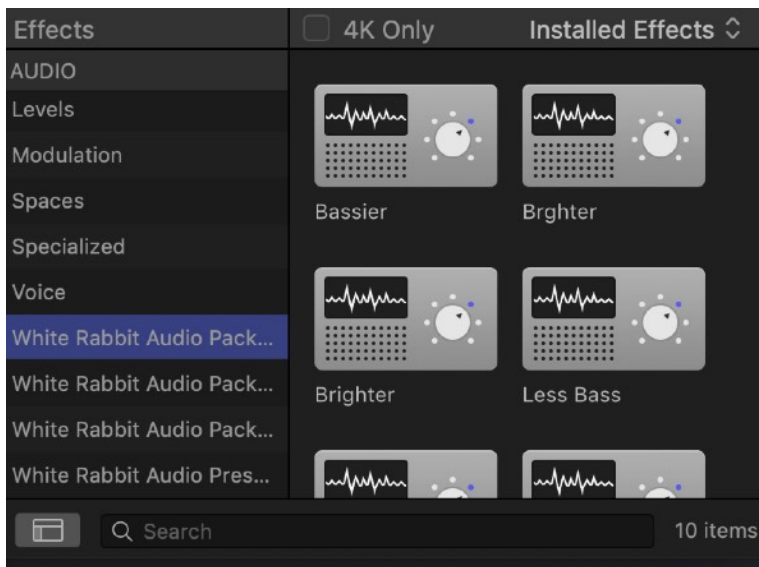 Effects
4K Only
Installed Effects
AUDIO
Levels
Modulation
Spaces
Specialized
Voice
White Rabbit Audio Pack...
White Rabbit Audio Pack...
White Rabbit Audio Pack...
White Rabbit Audio Pres...
Bassier
Brghter
Brighter
Less Bass
Search
10 items